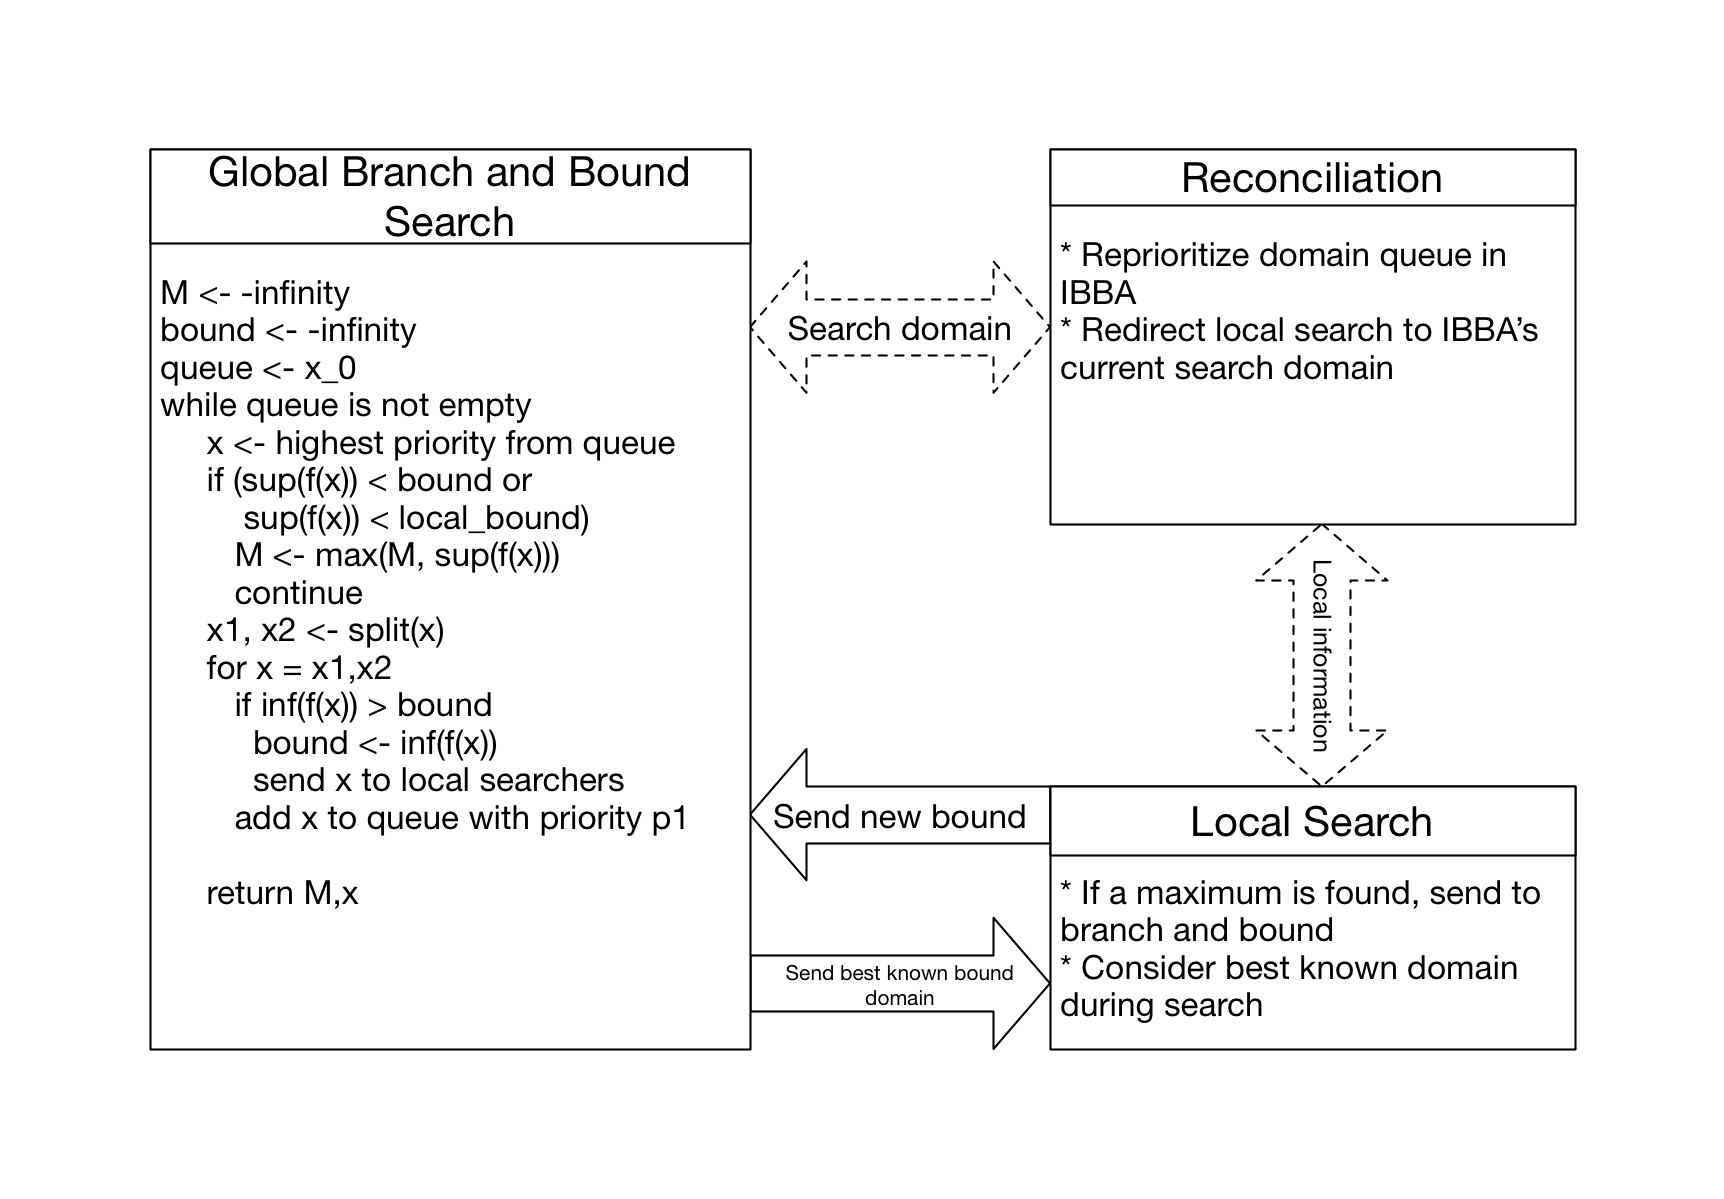 Global Branch and Bound
Search
M <- -infinity
bound <- -infinity
queue <- x_0
while queue is not empty
x <- highest priority from queue
if (sup(f(x)) < bound or
sup(f(x)) < local_bound)
M <- max(M, sup(f(x)))
continue
x1, x2 <- split(x)
for x = x1,x2
if inf(f(x)) > bound
bound <- inf(f(x))
send x to local searchers
add x to queue with priority p1
return M,x
Search domain
Reconciliation
* Reprioritize domain queue in
IBBA
* Redirect local search to IBBA’s
current search domain
Local information
Send new bound
Send best known bound
domain
Local Search
* If a maximum is found, send to
branch and bound
* Consider best known domain
during search